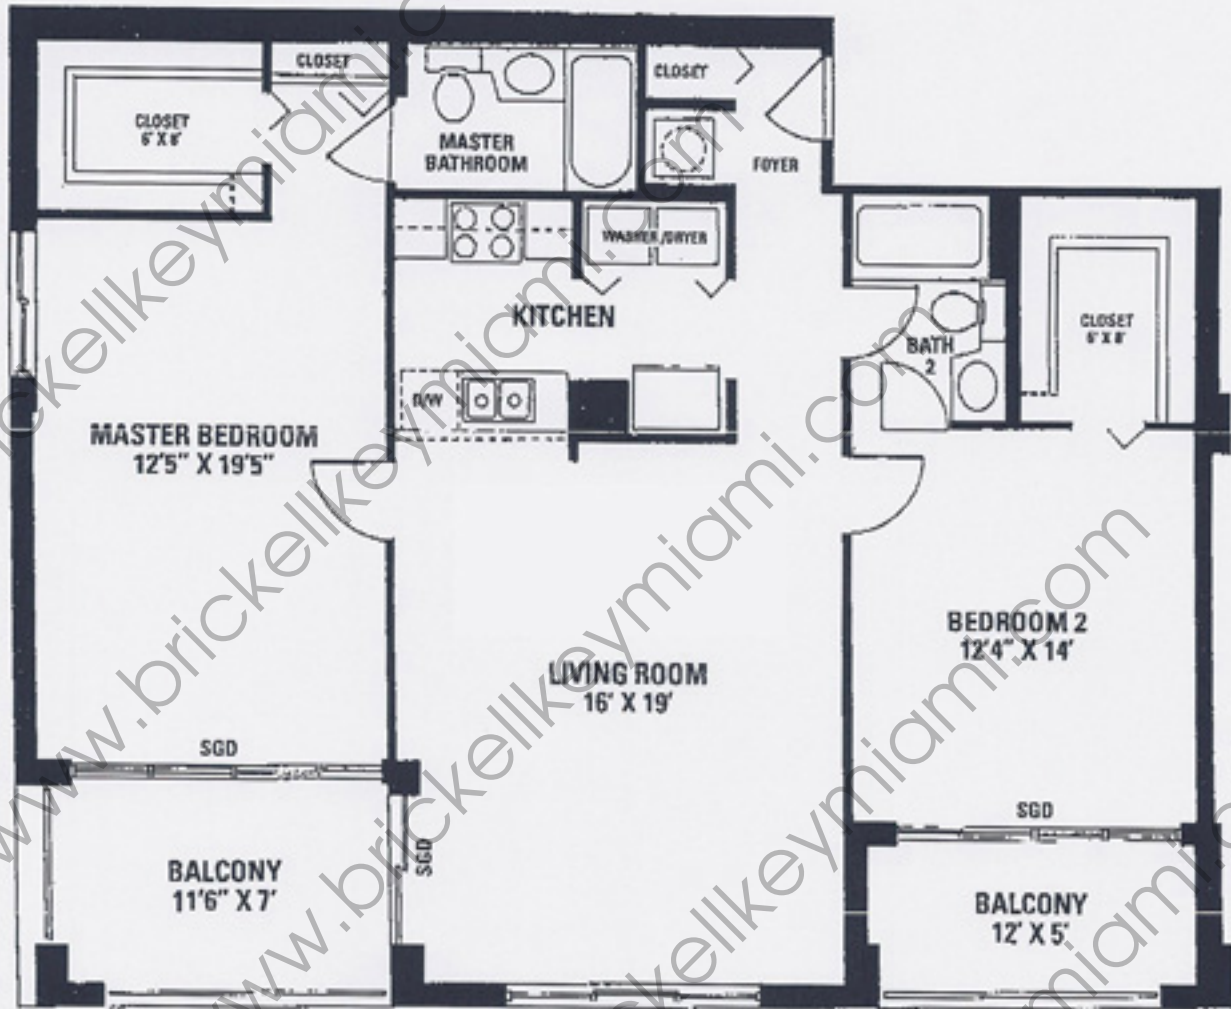 CLOSET
CLOSET
6' X 8'
MASTER
BATHROOM
CLOSET
FOYER
WASHER/DRYER
KITCHEN
D/W
BATH
2
CLOSET
6' X 8'
MASTER BEDROOM
12'5" X 19'5"
BEDROOM 2
12'4" X 14'
LIVING ROOM
16' X 19'
SGD
SGD
SGD
BALCONY
11'6" X 7'
BALCONY
12' X 5'
www.brickellkeymiami.com
www.brickellkeymiami.com
www.brickellkeymiami.com